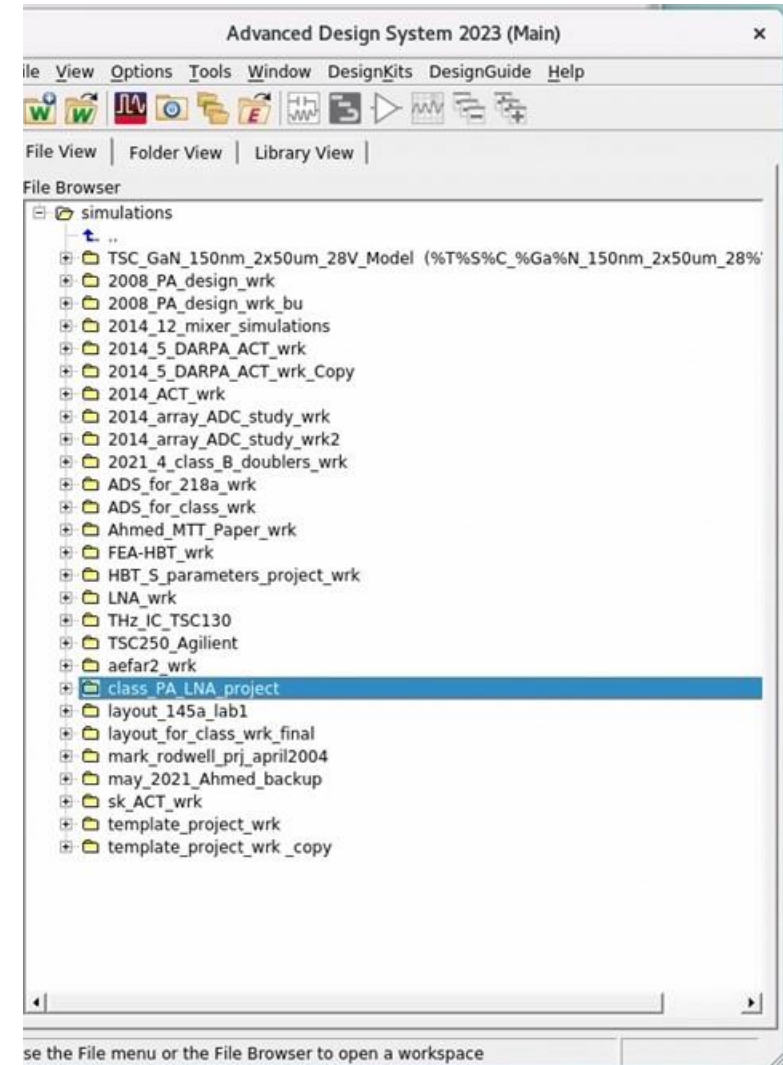 Advanced Design System 2023 (Main)
ile View Options Tools Window DesignKits DesignGuide Help
File View Folder View Library View
File Browser
simulations
..
TSC_GaN_150nm_2x50um_28V_Model (%T%S%C_%Ga%N_150nm_2x50um_28%
2008_PA_design_wrk
2008_PA_design_wrk_bu
2014_12_mixer_simulations
2014_5_DARPA_ACT_wrk
2014_5_DARPA_ACT_wrk_Copy
2014_ACT_wrk
2014_array_ADC_study_wrk
2014_array_ADC_study_wrk2
2021_4_class_B_doublers_wrk
ADS_for_218a_wrk
ADS_for_class_wrk
Ahmed_MTT_Paper_wrk
FEA-HBT_wrk
HBT_S_parameters_project_wrk
LNA_wrk
THz_IC_TSC130
TSC250_Agilient
aefar2_wrk
class_PA_LNA_project
layout_145a_lab1
layout_for_class_wrk_final
mark_rodwell_prj_april2004
may_2021_Ahmed_backup
sk_ACT_wrk
template_project_wrk
template_project_wrk _copy
se the File menu or the File Browser to open a workspace